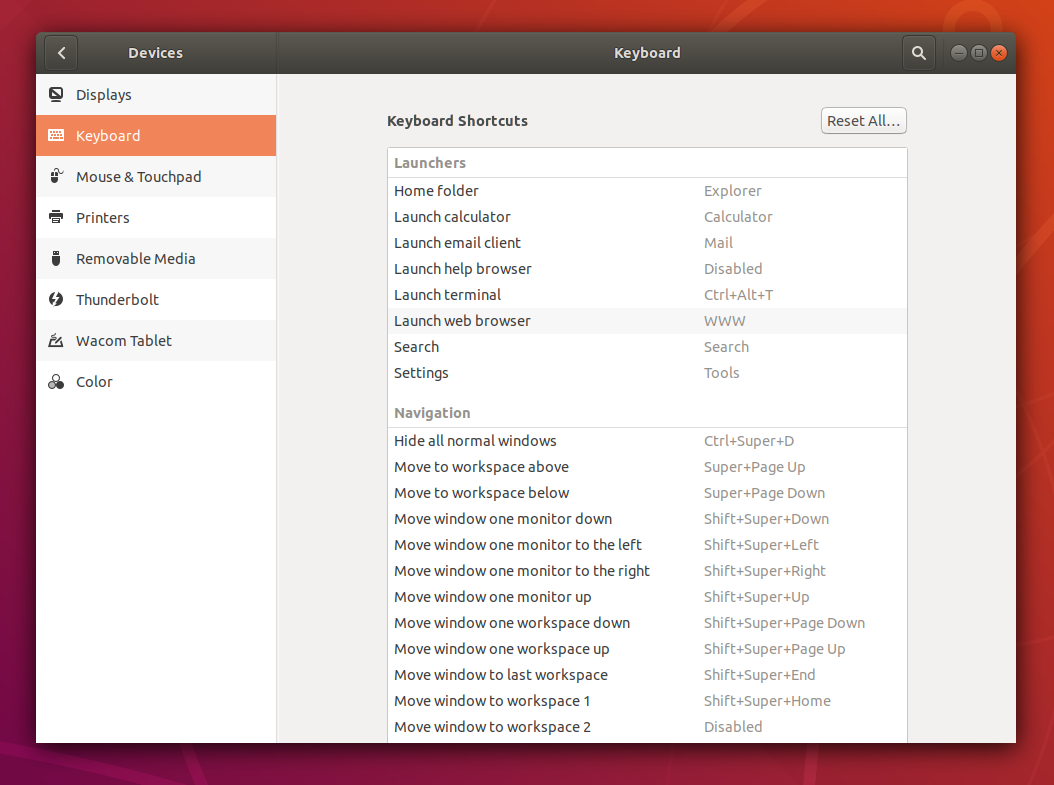 Devices
Keyboard
Displays
Keyboard
Mouse & Touchpad
Printers
Removable Media
Thunderbolt
Wacom Tablet
Color
Keyboard Shortcuts
Reset All…
Launchers
Home folder Explorer
Launch calculator Calculator
Launch email client Mail
Launch help browser Disabled
Launch terminal Ctrl+Alt+T
Launch web browser WWW
Search Search
Settings Tools
Navigation
Hide all normal windows Ctrl+Super+D
Move to workspace above Super+Page Up
Move to workspace below Super+Page Down
Move window one monitor down Shift+Super+Down
Move window one monitor to the left Shift+Super+Left
Move window one monitor to the right Shift+Super+Right
Move window one monitor up Shift+Super+Up
Move window one workspace down Shift+Super+Page Down
Move window one workspace up Shift+Super+Page Up
Move window to last workspace Shift+Super+End
Move window to workspace 1 Shift+Super+Home
Move window to workspace 2 Disabled